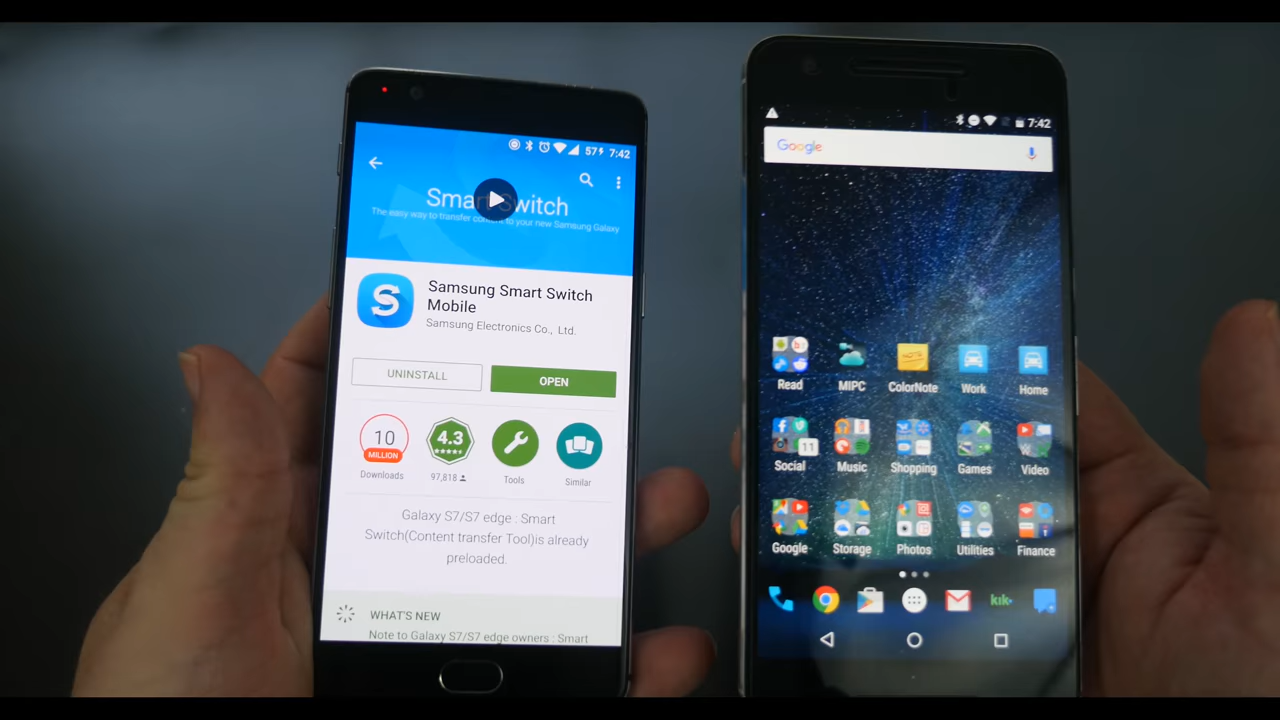 57 7:42
Smart Switch
The easy way to transfer content to your new Samsung Galaxy
S
Samsung Smart Switch
Mobile
Samsung Electronics Co., Ltd.
UNINSTALL
OPEN
10
MILLION
Downloads
4.3
97,818
Tools
Similar
Galaxy S7/S7 edge : Smart
Switch(Content transfer Tool)is already
preloaded.
WHAT'S NEW
Note to Galaxy S7/S7 edge owners : Smart
7:42
Google
Read
MIPC
ColorNote
Work
Home
11
Social
Music
Shopping
Games
Video
Google
Storage
Photos
Utilities
Finance
kik